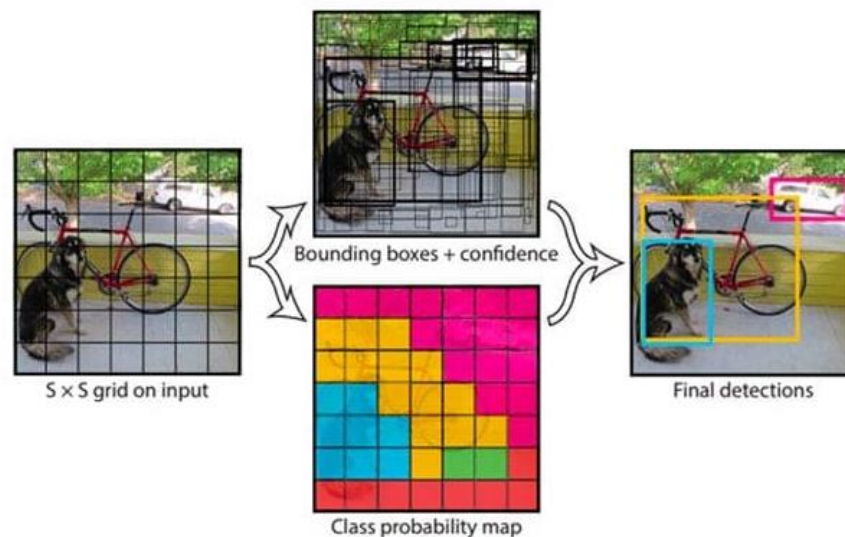 S × S grid on input
Bounding boxes + confidence
Class probability map
Final detections